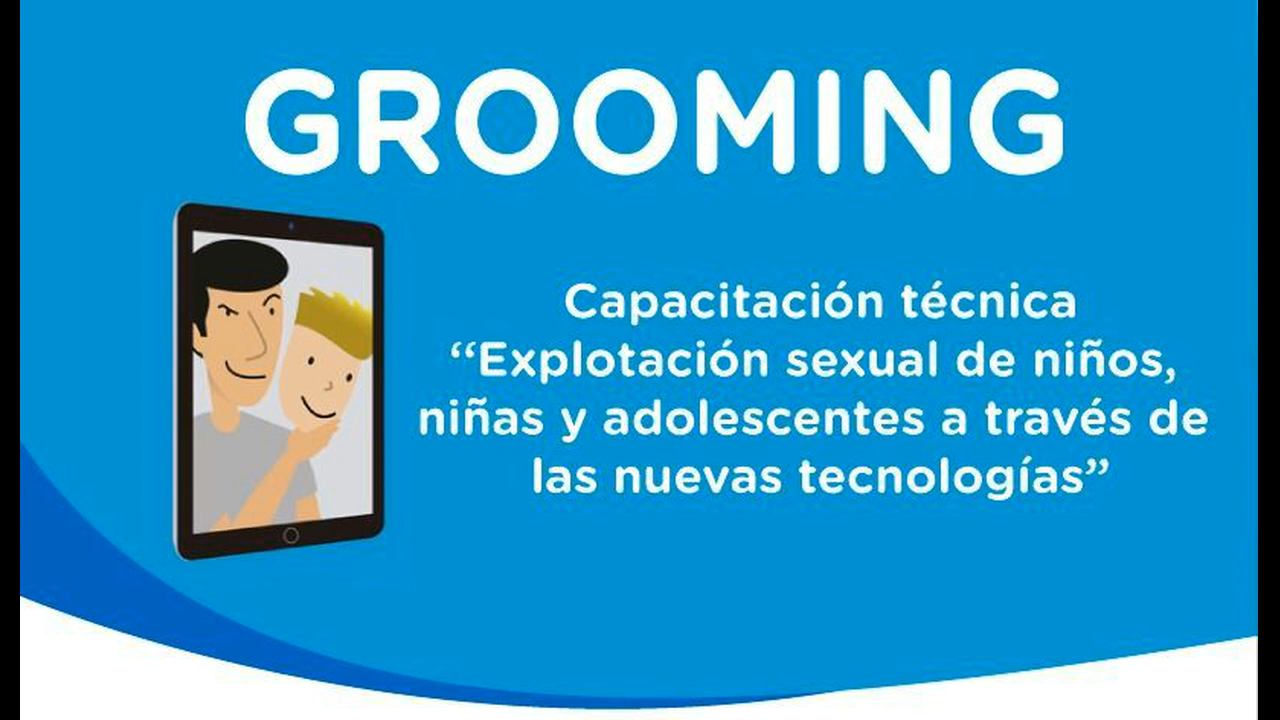 GROOMING
Capacitación técnica
“Explotación sexual de niños,
niñas y adolescentes a través de
las nuevas tecnologías”